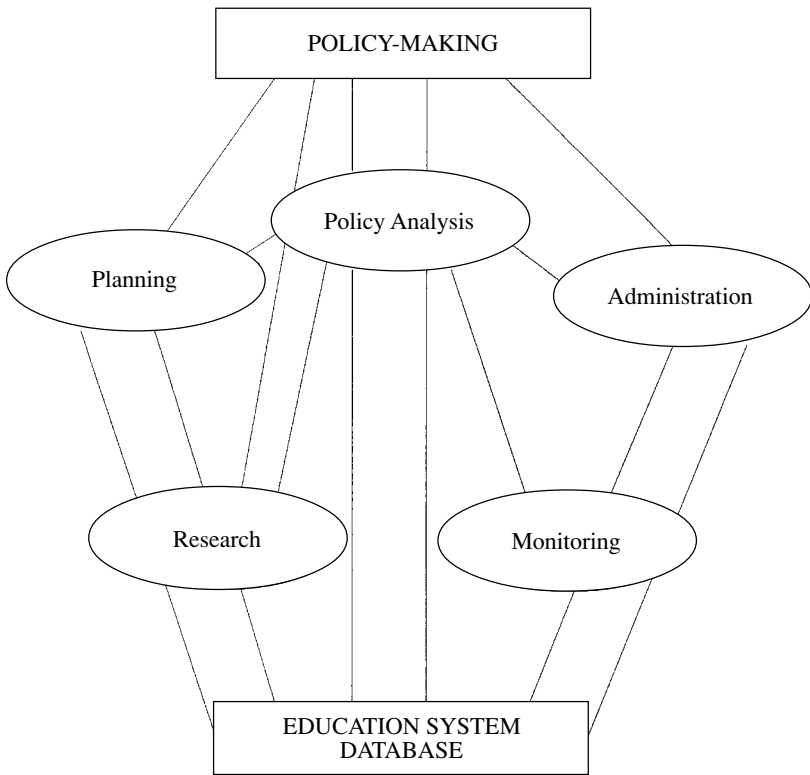 POLICY-MAKING
Policy Analysis
Planning
Administration
Research
Monitoring
EDUCATION SYSTEM
DATABASE